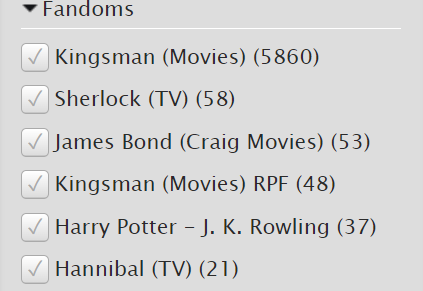 Fandoms
Kingsman (Movies) (5860)
Sherlock (TV) (58)
James Bond (Craig Movies) (53)
Kingsman (Movies) RPF (48)
Harry Potter - J. K. Rowling (37)
Hannibal (TV) (21)